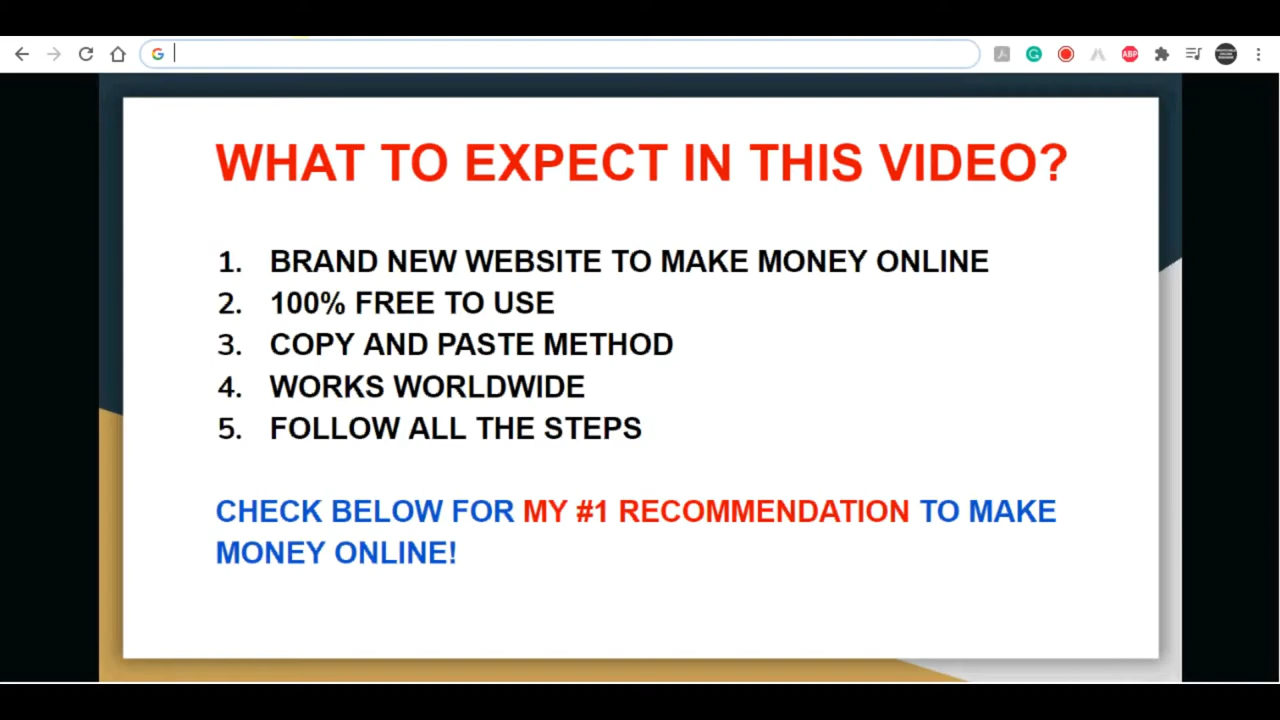 WHAT TO EXPECT IN THIS VIDEO?
1. BRAND NEW WEBSITE TO MAKE MONEY ONLINE
2. 100% FREE TO USE
3. COPY AND PASTE METHOD
4. WORKS WORLDWIDE
5. FOLLOW ALL THE STEPS
CHECK BELOW FOR MY #1 RECOMMENDATION TO MAKE
MONEY ONLINE!